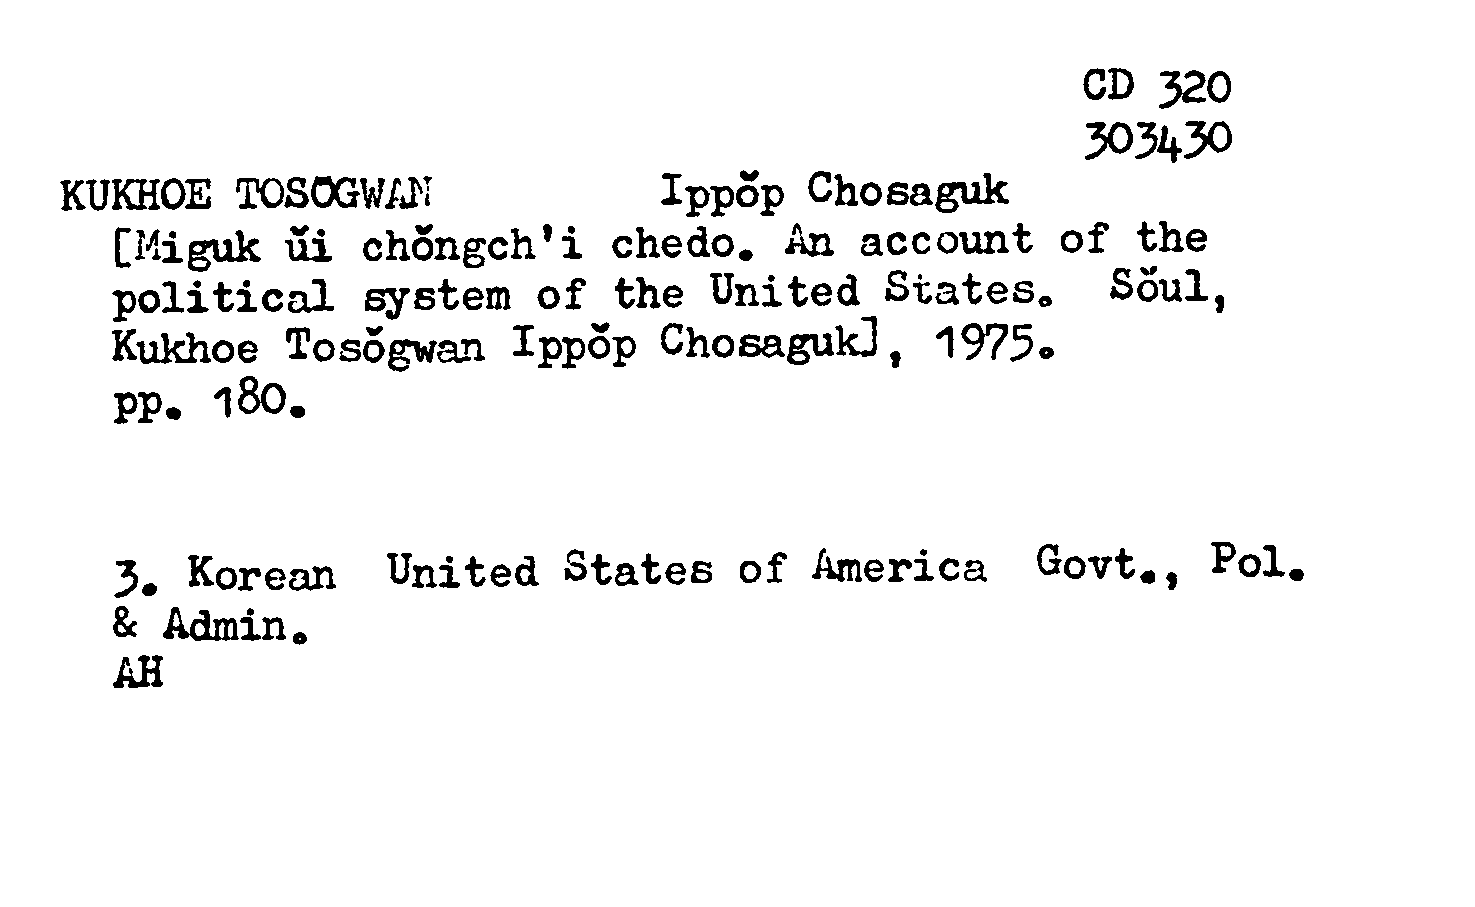 CD 320
303430
KUKHOE TOSŎGWAN Ippŏp Chosaguk
[Miguk ŭi chŏngch'i chedo. An account of the
political system of the United States. Sŏul,
Kukhoe Tosŏgwan Ippŏp Chosaguk], 1975.
pp. 180.
3. Korean United States of America Govt., Pol.
& Admin.
AH